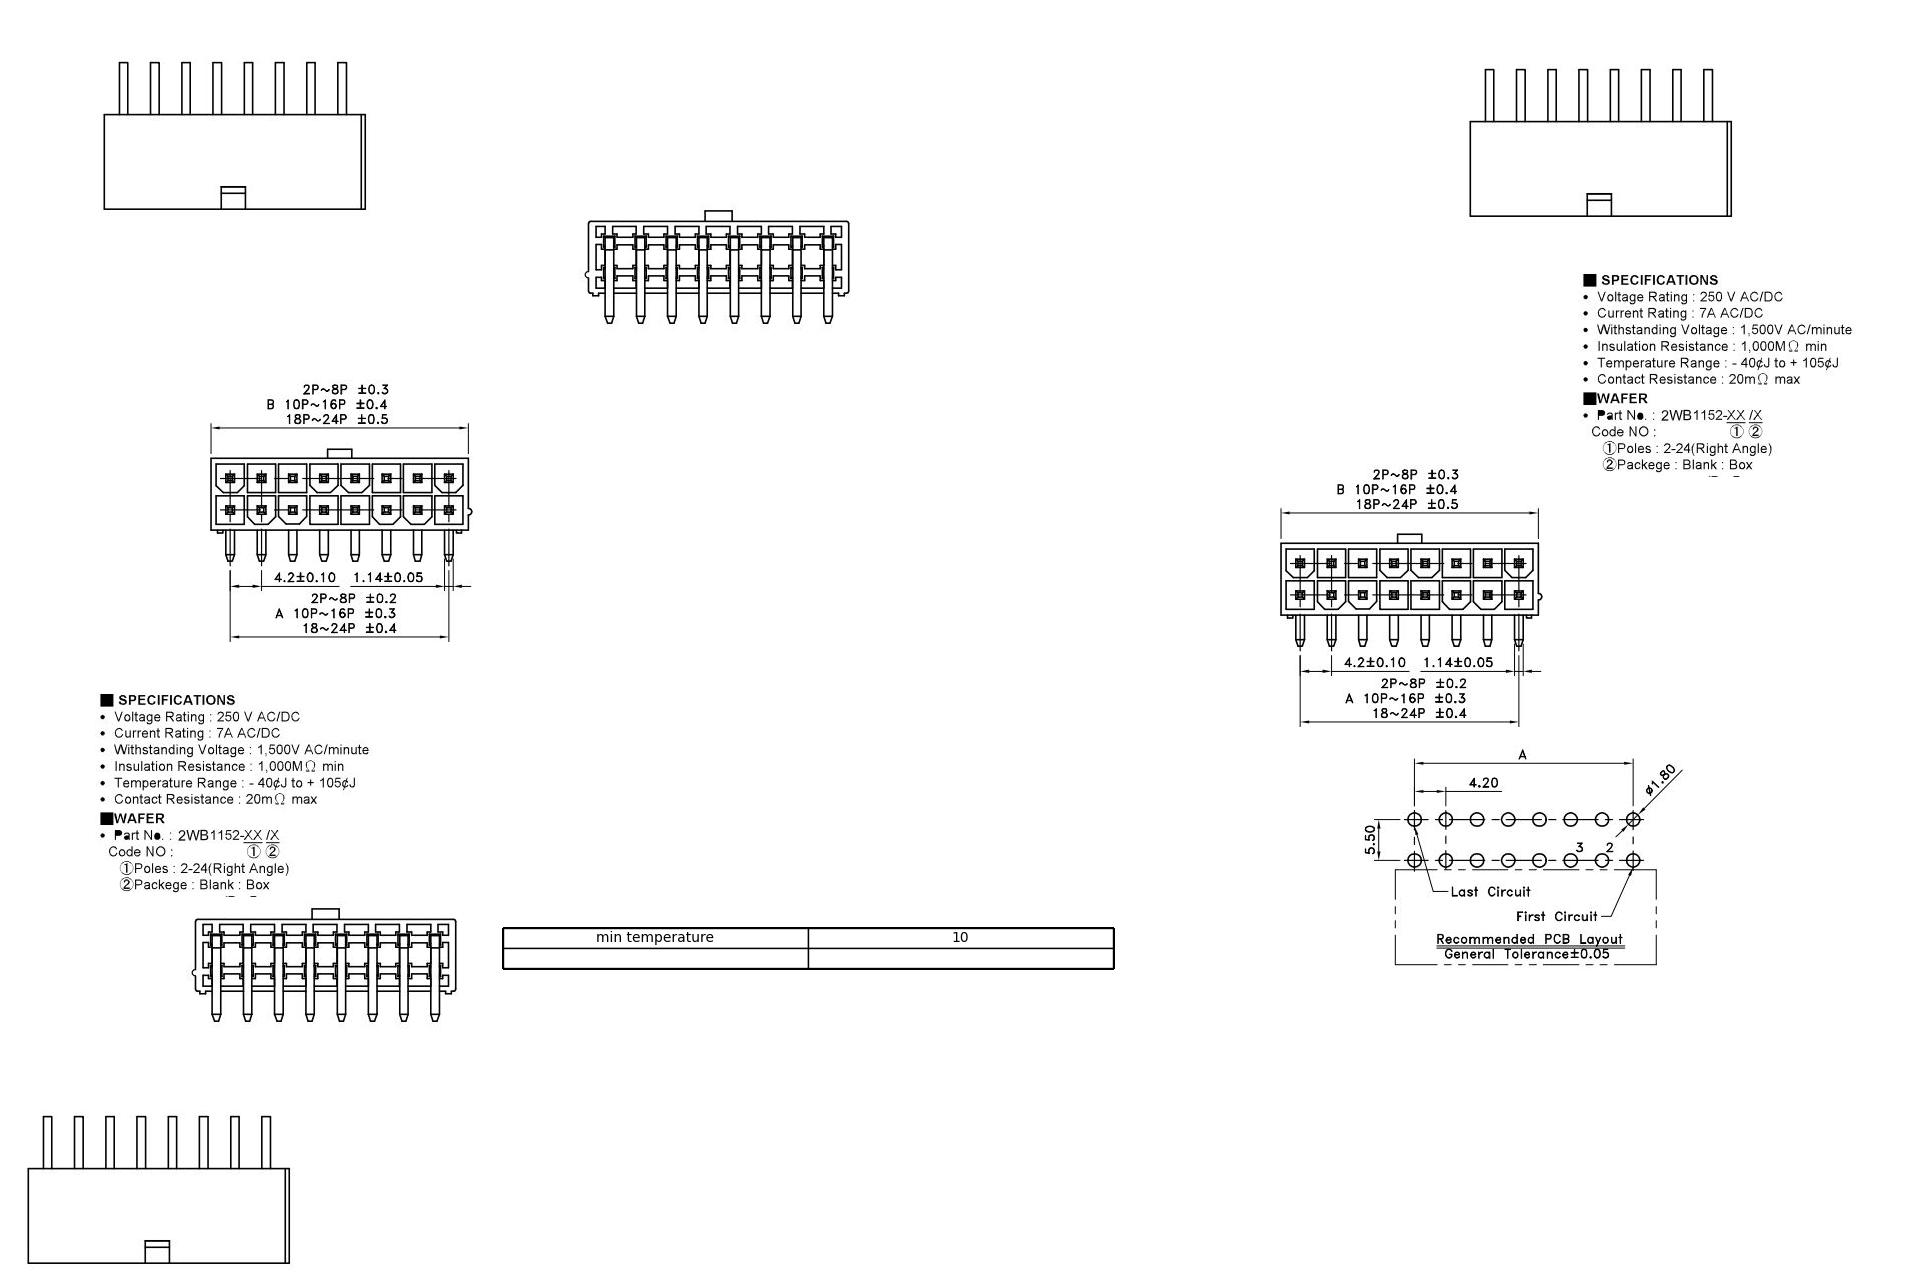 ■ SPECIFICATIONS
• Voltage Rating : 250 V AC/DC
• Current Rating : 7A AC/DC
• Withstanding Voltage : 1,500V AC/minute
• Insulation Resistance : 1,000MΩ min
• Temperature Range : - 40¢J to + 105¢J
• Contact Resistance : 20mΩ max
■WAFER
• Part No. : 2WB1152-XX /X
Code NO : ① ②
①Poles : 2-24(Right Angle)
②Packege : Blank : Box
2P~8P ±0.3
B 10P~16P ±0.4
18P~24P ±0.5
4.2±0.10 1.14±0.05
2P~8P ±0.2
A 10P~16P ±0.3
18~24P ±0.4
2P~8P ±0.3
B 10P~16P ±0.4
18P~24P ±0.5
4.2±0.10 1.14±0.05
2P~8P ±0.2
A 10P~16P ±0.3
18~24P ±0.4
■ SPECIFICATIONS
• Voltage Rating : 250 V AC/DC
• Current Rating : 7A AC/DC
• Withstanding Voltage : 1,500V AC/minute
• Insulation Resistance : 1,000MΩ min
• Temperature Range : - 40¢J to + 105¢J
• Contact Resistance : 20mΩ max
■WAFER
• Part No. : 2WB1152-XX /X
Code NO : ① ②
①Poles : 2-24(Right Angle)
②Packege : Blank : Box
A
4.20
ø1.80
5.50
3 2
Last Circuit
First Circuit
Recommended PCB Layout
General Tolerance±0.05
min temperature 10